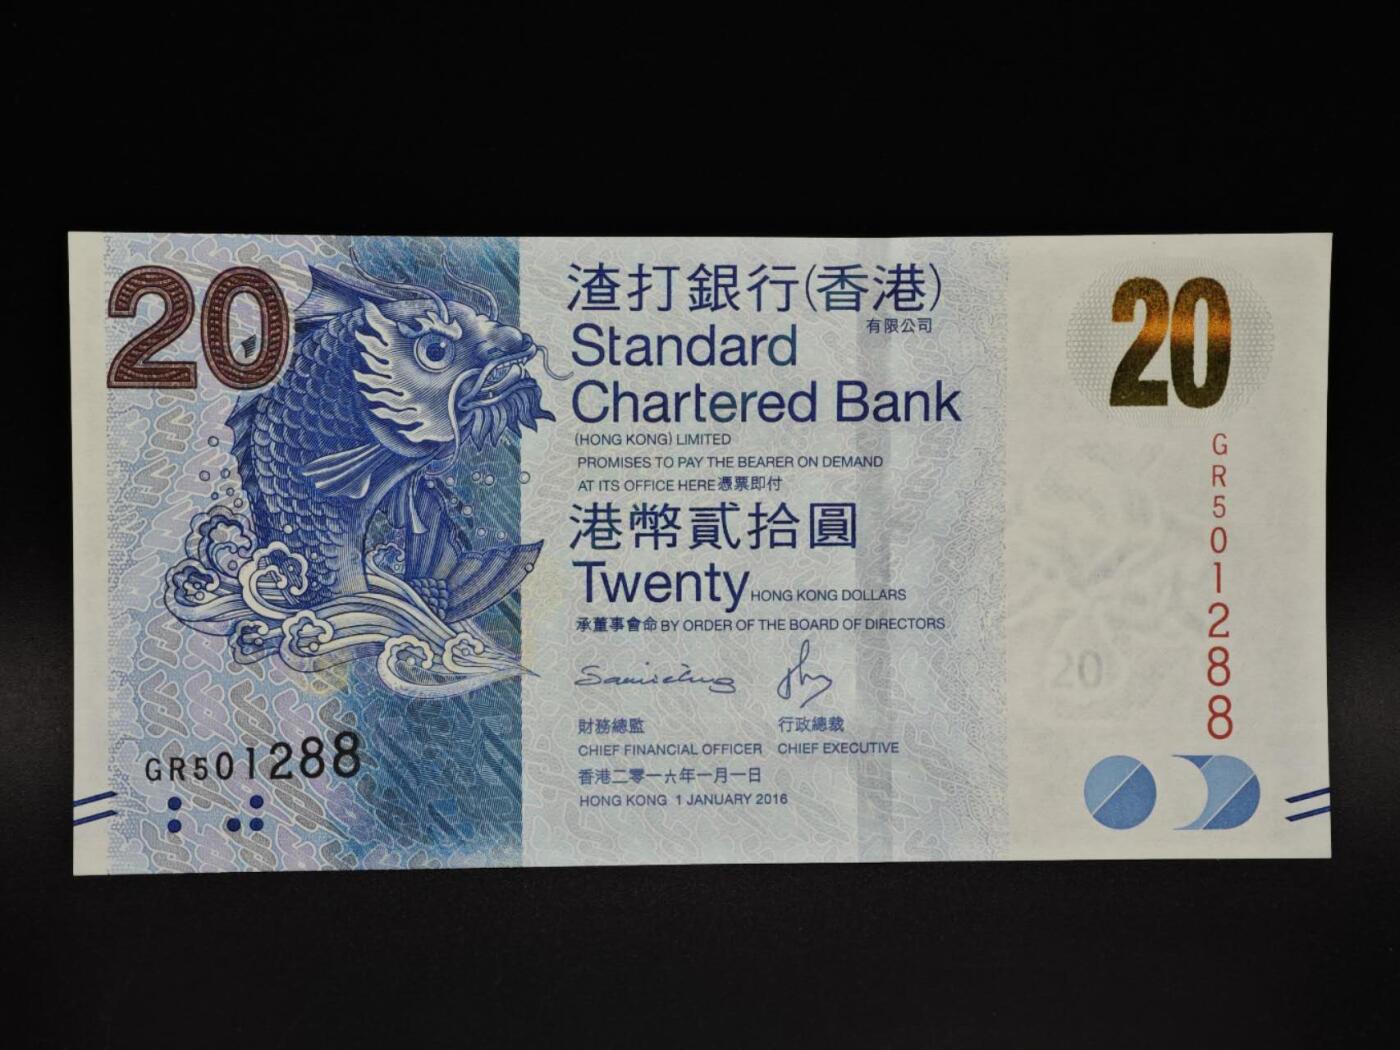 20
渣打銀行(香港)
有限公司
Standard
Chartered Bank
(HONG KONG) LIMITED
PROMISES TO PAY THE BEARER ON DEMAND
AT ITS OFFICE HERE 憑票即付
港幣貳拾圓
Twenty HONG KONG DOLLARS
承董事會命 BY ORDER OF THE BOARD OF DIRECTORS
財務總監 行政總裁
CHIEF FINANCIAL OFFICER CHIEF EXECUTIVE
香港二零一六年一月一日
HONG KONG 1 JANUARY 2016
GR501288
20
GR501288
20